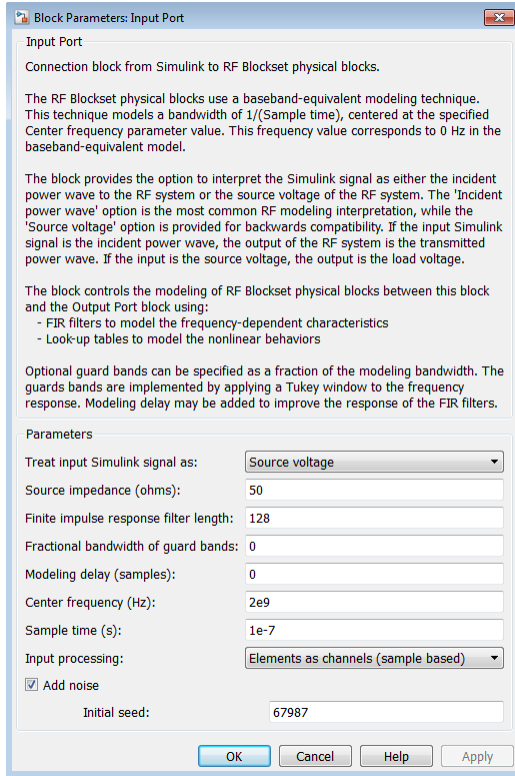 Block Parameters: Input Port
Input Port
Connection block from Simulink to RF Blockset physical blocks.
The RF Blockset physical blocks use a baseband-equivalent modeling technique.
This technique models a bandwidth of 1/(Sample time), centered at the specified
Center frequency parameter value. This frequency value corresponds to 0 Hz in the
baseband-equivalent model.
The block provides the option to interpret the Simulink signal as either the incident
power wave to the RF system or the source voltage of the RF system. The 'Incident
power wave' option is the most common RF modeling interpretation, while the
'Source voltage' option is provided for backwards compatibility. If the input Simulink
signal is the incident power wave, the output of the RF system is the transmitted
power wave. If the input is the source voltage, the output is the load voltage.
The block controls the modeling of RF Blockset physical blocks between this block
and the Output Port block using:
- FIR filters to model the frequency-dependent characteristics
- Look-up tables to model the nonlinear behaviors
Optional guard bands can be specified as a fraction of the modeling bandwidth. The
guards bands are implemented by applying a Tukey window to the frequency
response. Modeling delay may be added to improve the response of the FIR filters.
Parameters
Treat input Simulink signal as: Source voltage
Source impedance (ohms): 50
Finite impulse response filter length: 128
Fractional bandwidth of guard bands: 0
Modeling delay (samples): 0
Center frequency (Hz): 2e9
Sample time (s): 1e-7
Input processing: Elements as channels (sample based)
Add noise
Initial seed: 67987
OK Cancel Help Apply